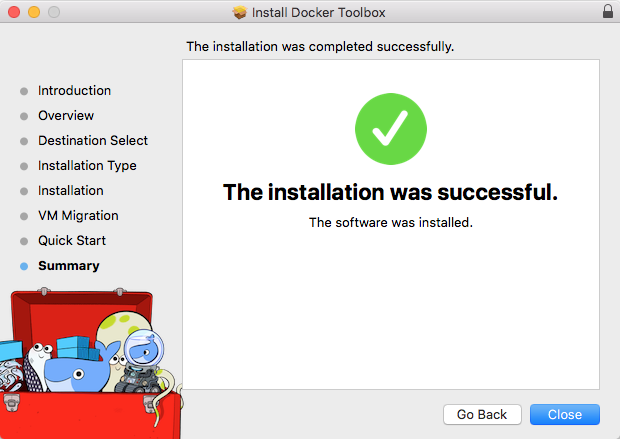 Install Docker Toolbox
The installation was completed successfully.
Introduction
Overview
Destination Select
Installation Type
Installation
VM Migration
Quick Start
Summary
The installation was successful.
The software was installed.
Go Back
Close